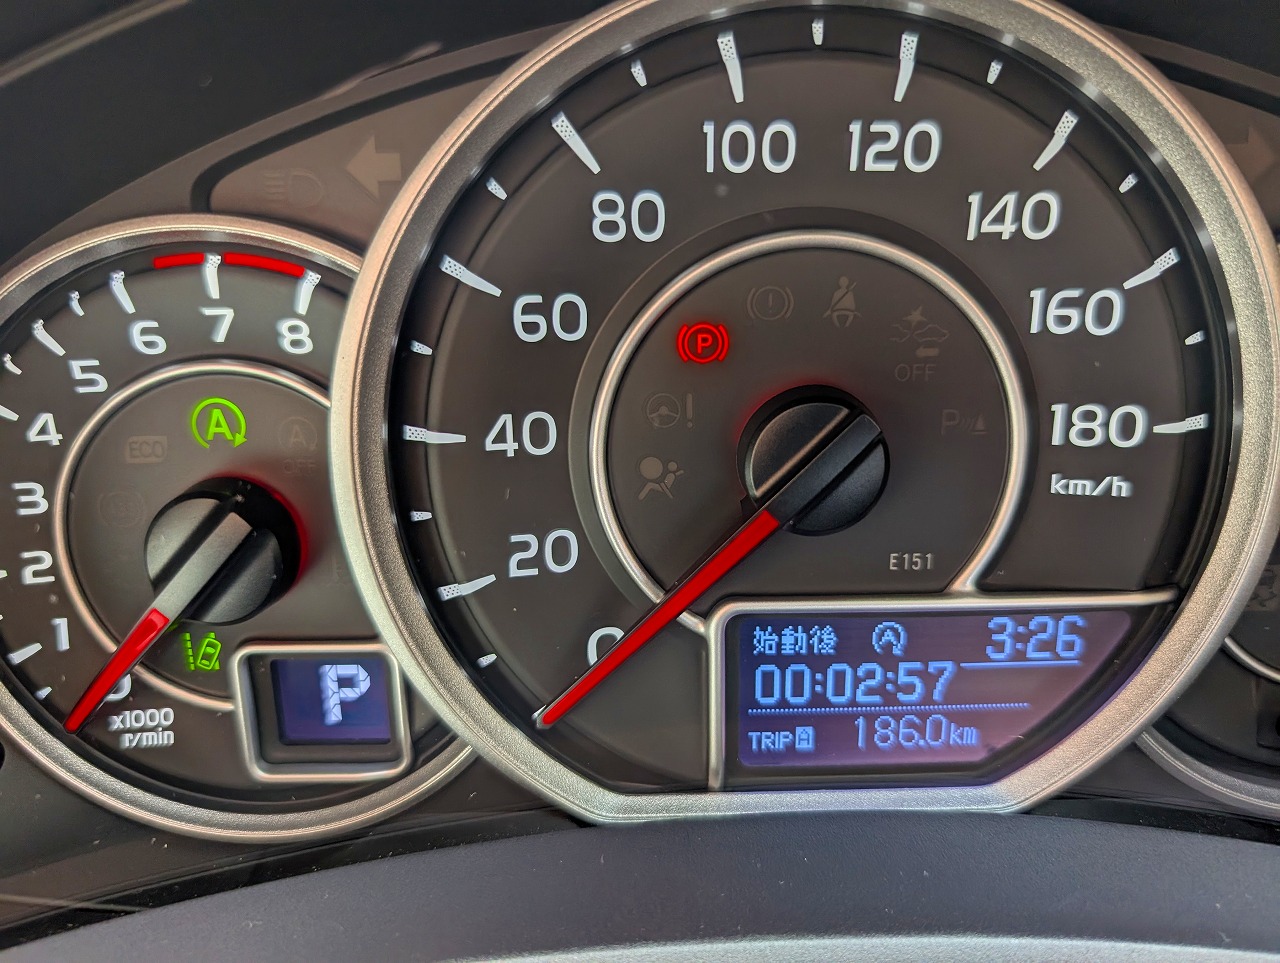 8
7
6
5
4
3
2
1
0
x1000
r/min
A
A
OFF
ECO
P
0
20
40
60
80
100
120
140
160
180
km/h
P
OFF
P
E151
始動後 A 3:26
00:02:57
TRIP A 186.0km